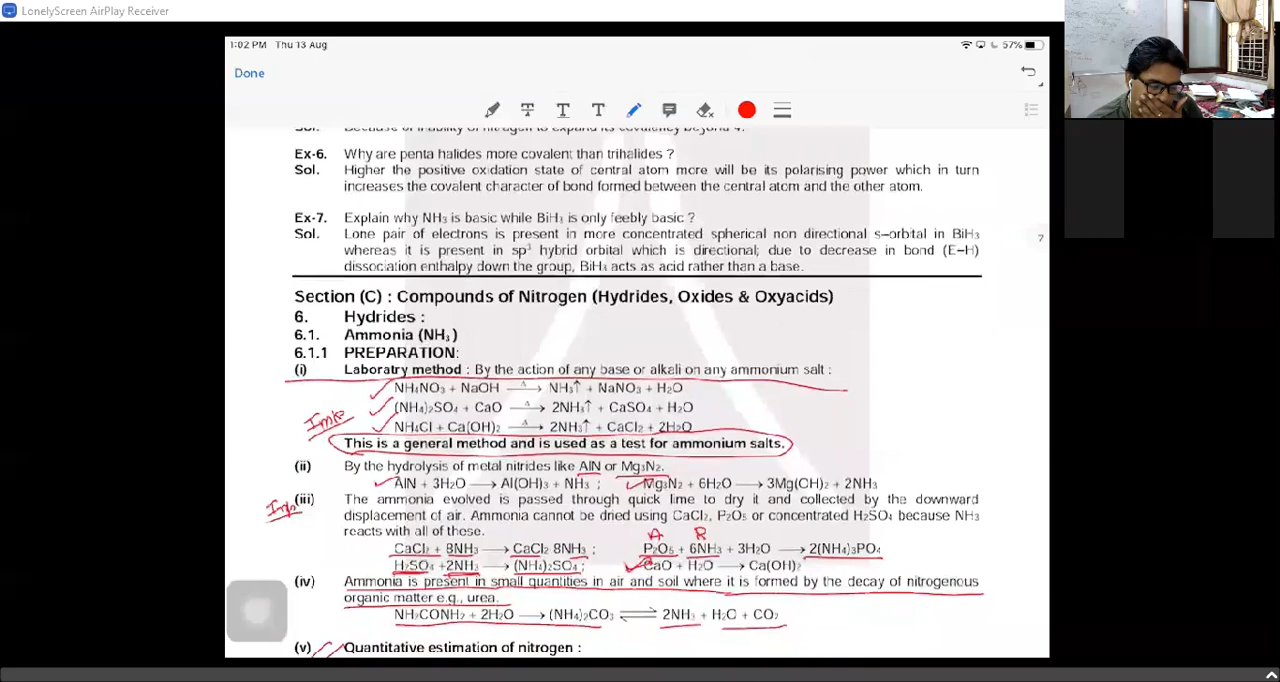 LonelyScreen AirPlay Receiver
1:02 PM Thu 13 Aug
57%
Done
Sol. Because of inability of nitrogen to expand its covalency beyond 4.
Ex-6. Why are penta halides more covalent than trihalides ?
Sol. Higher the positive oxidation state of central atom more will be its polarising power which in turn
increases the covalent character of bond formed between the central atom and the other atom.
Ex-7. Explain why NH₃ is basic while BiH₃ is only feebly basic ?
Sol. Lone pair of electrons is present in more concentrated spherical non directional s–orbital in BiH₃
7
whereas it is present in sp³ hybrid orbital which is directional; due to decrease in bond (E–H)
dissociation enthalpy down the group, BiH₃ acts as acid rather than a base.
Section (C) : Compounds of Nitrogen (Hydrides, Oxides & Oxyacids)
6. Hydrides :
6.1. Ammonia (NH₃)
6.1.1 PREPARATION:
(i) Laboratry method : By the action of any base or alkali on any ammonium salt :
NH₄NO₃ + NaOH —Δ→ NH₃↑ + NaNO₃ + H₂O
(NH₄)₂SO₄ + CaO —Δ→ 2NH₃↑ + CaSO₄ + H₂O
NH₄Cl + Ca(OH)₂ —Δ→ 2NH₃↑ + CaCl₂ + 2H₂O
This is a general method and is used as a test for ammonium salts.
(ii) By the hydrolysis of metal nitrides like AlN or Mg₃N₂.
AlN + 3H₂O ⟶ Al(OH)₃ + NH₃ ; Mg₃N₂ + 6H₂O ⟶ 3Mg(OH)₂ + 2NH₃
Imp. (iii) The ammonia evolved is passed through quick lime to dry it and collected by the downward
displacement of air. Ammonia cannot be dried using CaCl₂, P₂O₅ or concentrated H₂SO₄ because NH₃
reacts with all of these.
A B
CaCl₂ + 8NH₃ ⟶ CaCl₂ 8NH₃ ; P₂O₅ + 6NH₃ + 3H₂O ⟶ 2(NH₄)₃PO₄
H₂SO₄ +2NH₃ ⟶ (NH₄)₂SO₄ ; CaO + H₂O ⟶ Ca(OH)₂
(iv) Ammonia is present in small quantities in air and soil where it is formed by the decay of nitrogenous
organic matter e.g., urea.
NH₂CONH₂ + 2H₂O ⟶ (NH₄)₂CO₃ ⇌ 2NH₃ + H₂O + CO₂
(v) Quantitative estimation of nitrogen :